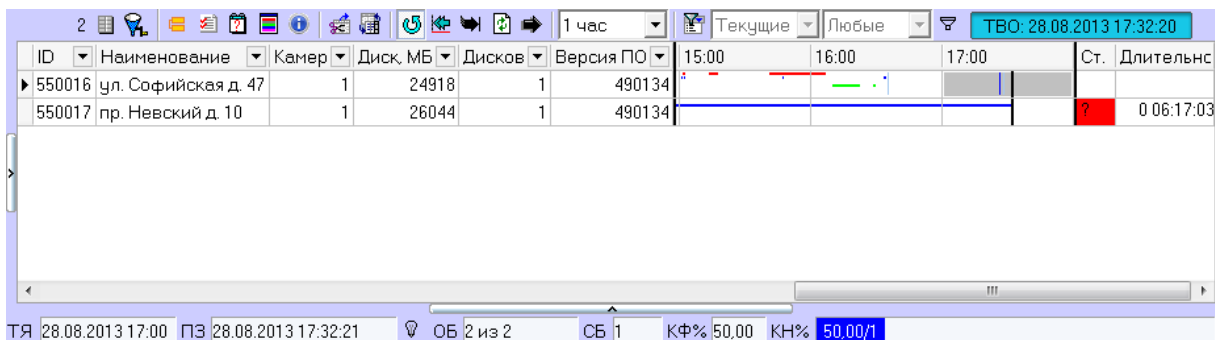 2 1 час Текущие Любые ТВО: 28.08.2013 17:32:20
ID Наименование Камер Диск, МБ Дисков Версия ПО 15:00 16:00 17:00 Ст. Длительнс
550016 ул. Софийская д. 47 1 24918 1 490134
550017 пр. Невский д. 10 1 26044 1 490134 ? 0 06:17:03
ТЯ 28.08.2013 17:00 ПЗ 28.08.2013 17:32:21 ОБ 2 из 2 СБ 1 КФ% 50,00 КН% 50,00/1